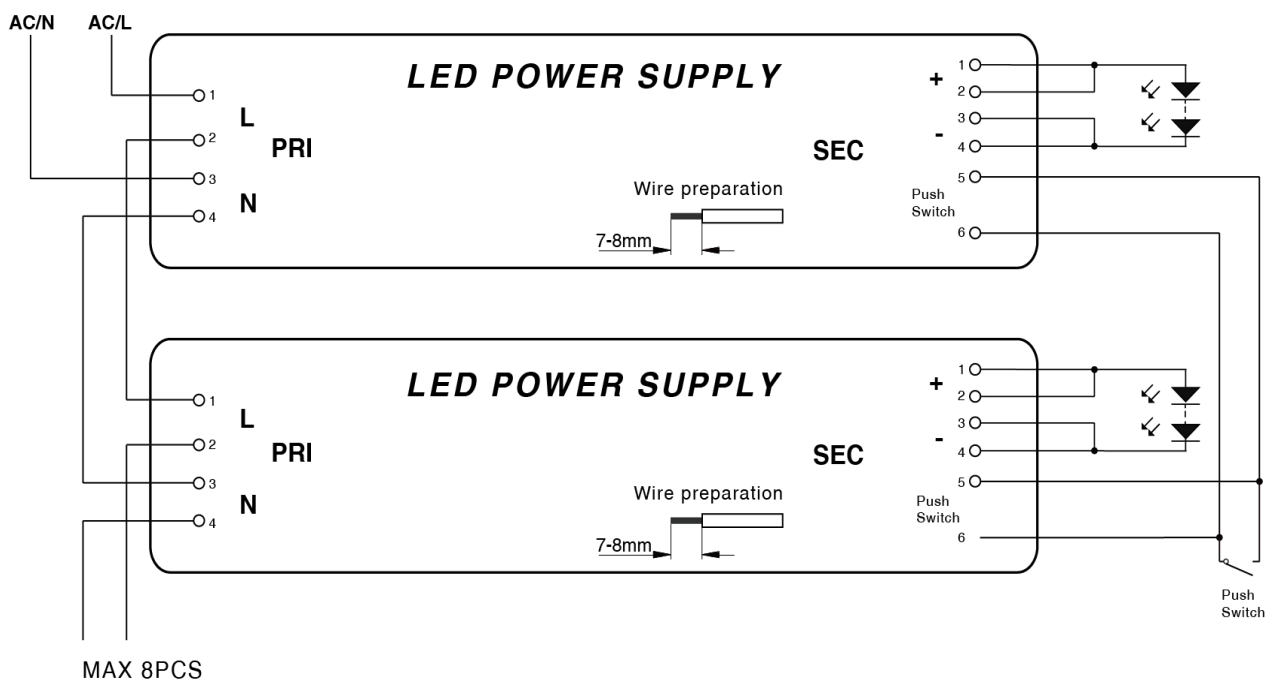 AC/N AC/L
LED POWER SUPPLY
1
2
3
4
L
PRI
N
SEC
+
-
1
2
3
4
5
6
Push
Switch
Wire preparation
7-8mm
LED POWER SUPPLY
1
2
3
4
L
PRI
N
SEC
+
-
1
2
3
4
5
6
Push
Switch
Wire preparation
7-8mm
Push
Switch
MAX 8PCS